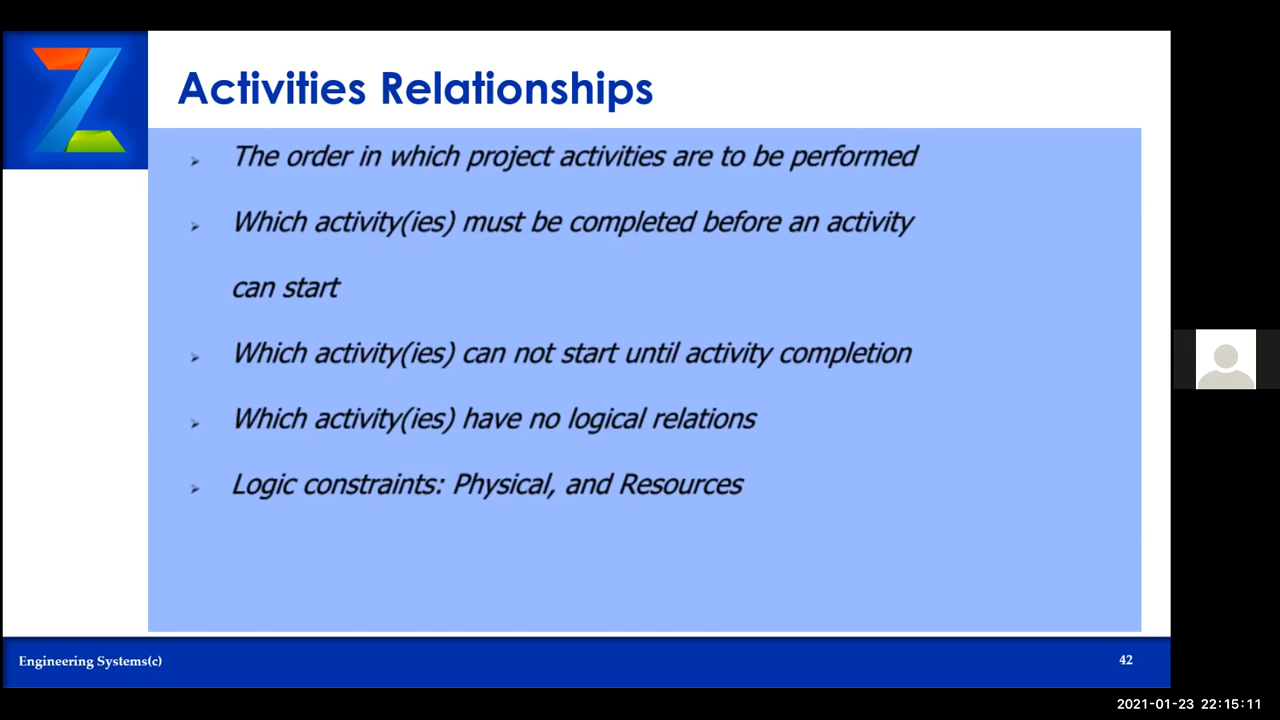 Activities Relationships
The order in which project activities are to be performed
Which activity(ies) must be completed before an activity
can start
Which activity(ies) can not start until activity completion
Which activity(ies) have no logical relations
Logic constraints: Physical, and Resources
Engineering Systems(c)
42
2021-01-23 22:15:11